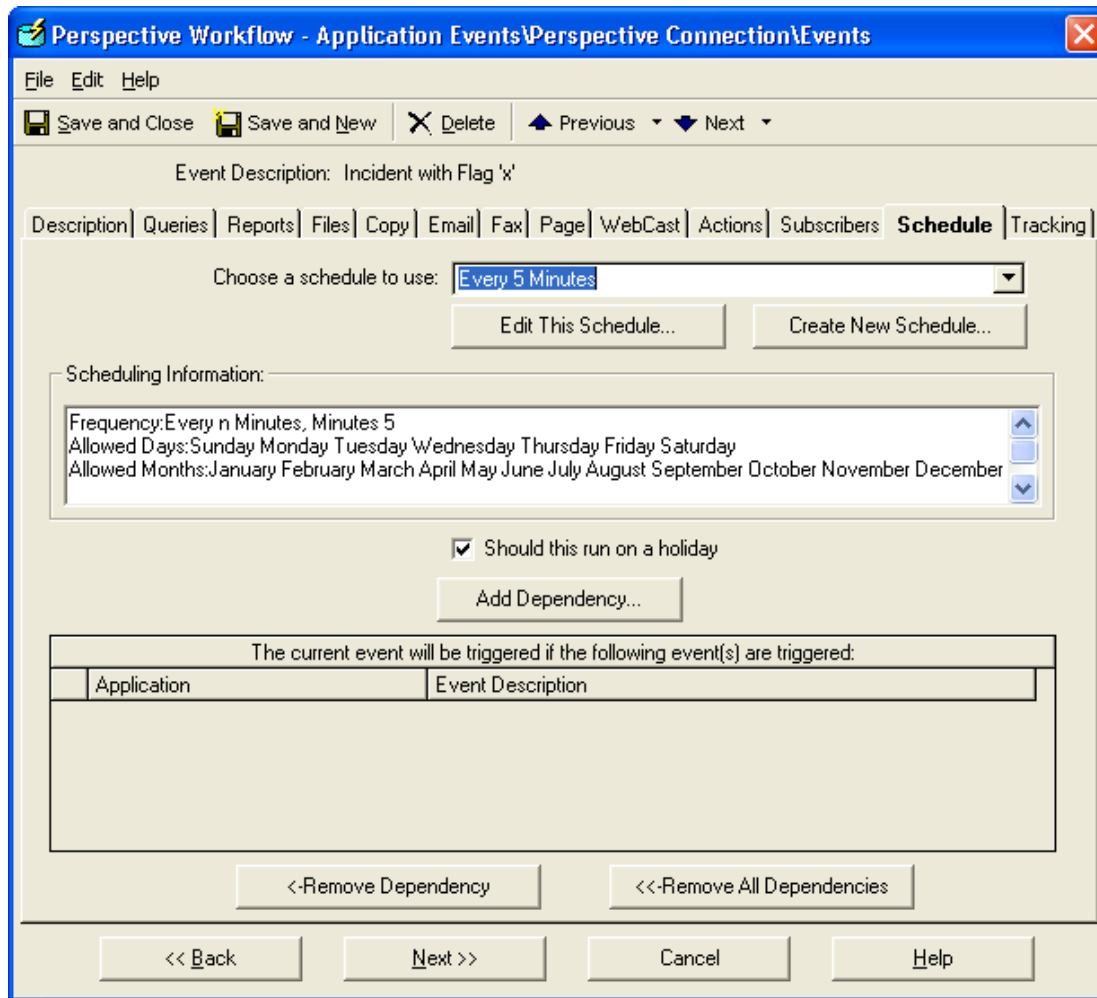 Perspective Workflow - Application Events\Perspective Connection\Events
File Edit Help
Save and Close Save and New Delete Previous Next
Event Description: Incident with Flag 'x'
Description Queries Reports Files Copy Email Fax Page WebCast Actions Subscribers Schedule Tracking
Choose a schedule to use: Every 5 Minutes
Edit This Schedule... Create New Schedule...
Scheduling Information:
Frequency:Every n Minutes, Minutes 5
Allowed Days:Sunday Monday Tuesday Wednesday Thursday Friday Saturday
Allowed Months:January February March April May June July August September October November December
Should this run on a holiday
Add Dependency...
The current event will be triggered if the following event(s) are triggered:
Application Event Description
<-Remove Dependency <<-Remove All Dependencies
<< Back Next >> Cancel Help